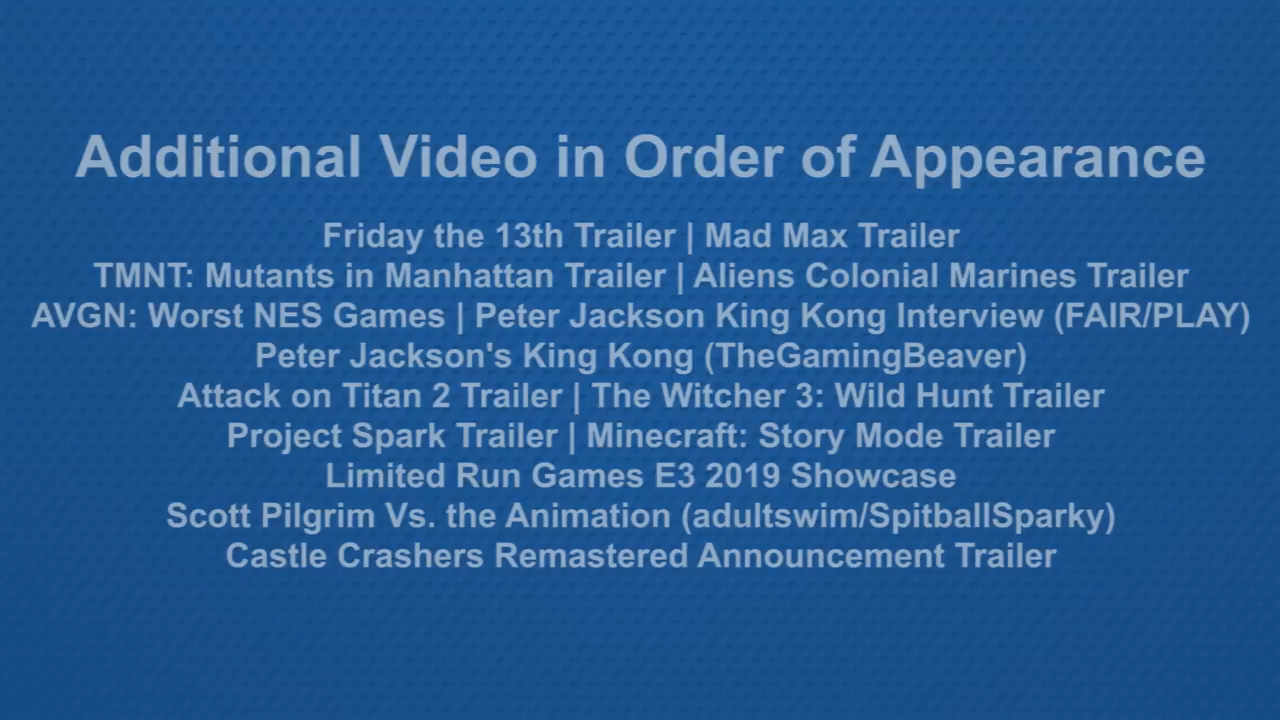 Additional Video in Order of Appearance
Friday the 13th Trailer | Mad Max Trailer
TMNT: Mutants in Manhattan Trailer | Aliens Colonial Marines Trailer
AVGN: Worst NES Games | Peter Jackson King Kong Interview (FAIR/PLAY)
Peter Jackson's King Kong (TheGamingBeaver)
Attack on Titan 2 Trailer | The Witcher 3: Wild Hunt Trailer
Project Spark Trailer | Minecraft: Story Mode Trailer
Limited Run Games E3 2019 Showcase
Scott Pilgrim Vs. the Animation (adultswim/SpitballSparky)
Castle Crashers Remastered Announcement Trailer